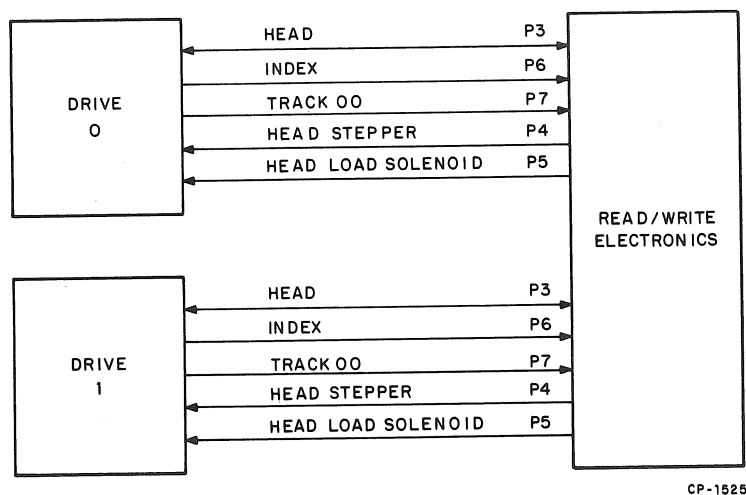 HEAD P3
INDEX P6
TRACK 00 P7
HEAD STEPPER P4
HEAD LOAD SOLENOID P5
DRIVE
0
READ/WRITE
ELECTRONICS
HEAD P3
INDEX P6
TRACK 00 P7
HEAD STEPPER P4
HEAD LOAD SOLENOID P5
DRIVE
1
CP-1525